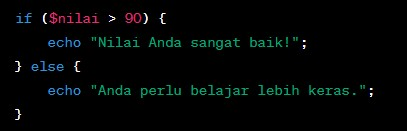 if ($nilai > 90) {
    echo "Nilai Anda sangat baik!";
} else {
    echo "Anda perlu belajar lebih keras.";
}